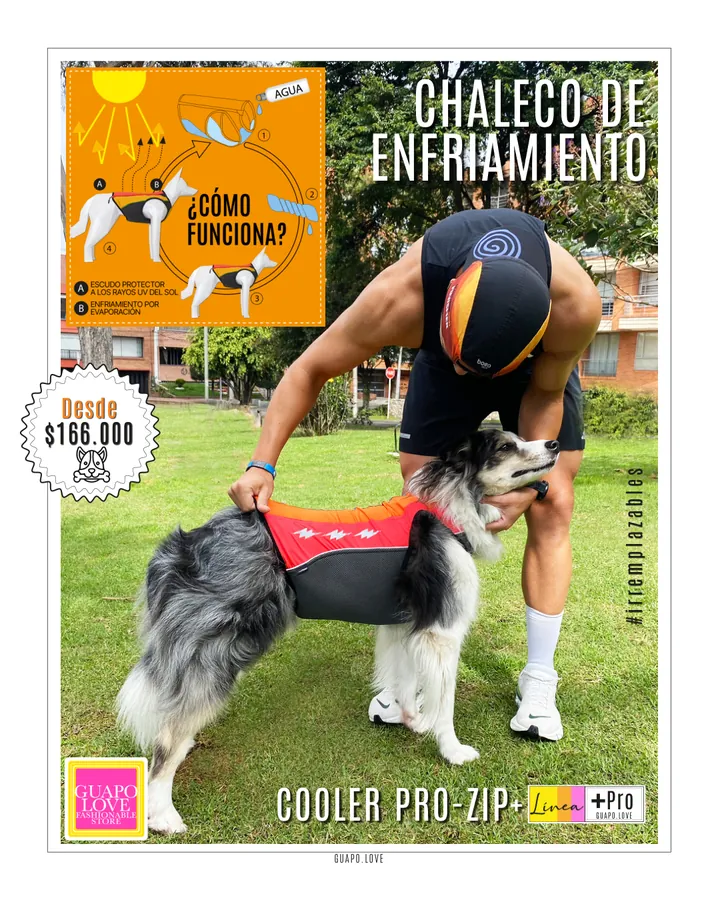 CHALECO DE
ENFRIAMIENTO
AGUA
1
2
A
B
¿CÓMO
FUNCIONA?
4
3
A ESCUDO PROTECTOR
A LOS RAYOS UV DEL SOL
B ENFRIAMIENTO POR
EVAPORACIÓN
Desde
$166.000
#irremplazables
GUAPO
LOVE
FASHIONABLE
STORE
COOLER PRO-ZIP+
Línea
+Pro
GUAPO.LOVE
GUAPO.LOVE